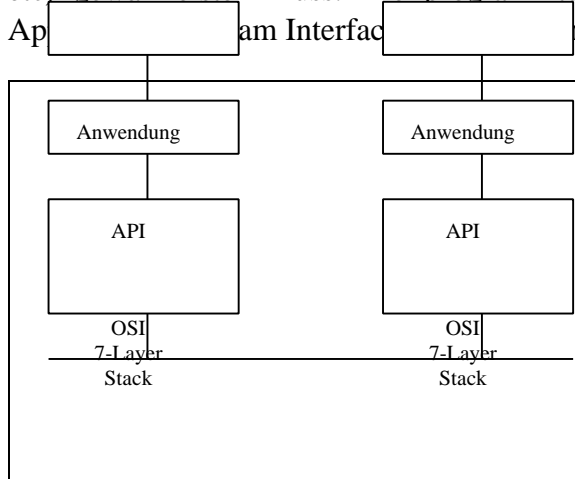 Ap am Interfac
Anwendung Anwendung
API API
OSI OSI
7-Layer 7-Layer
Stack Stack